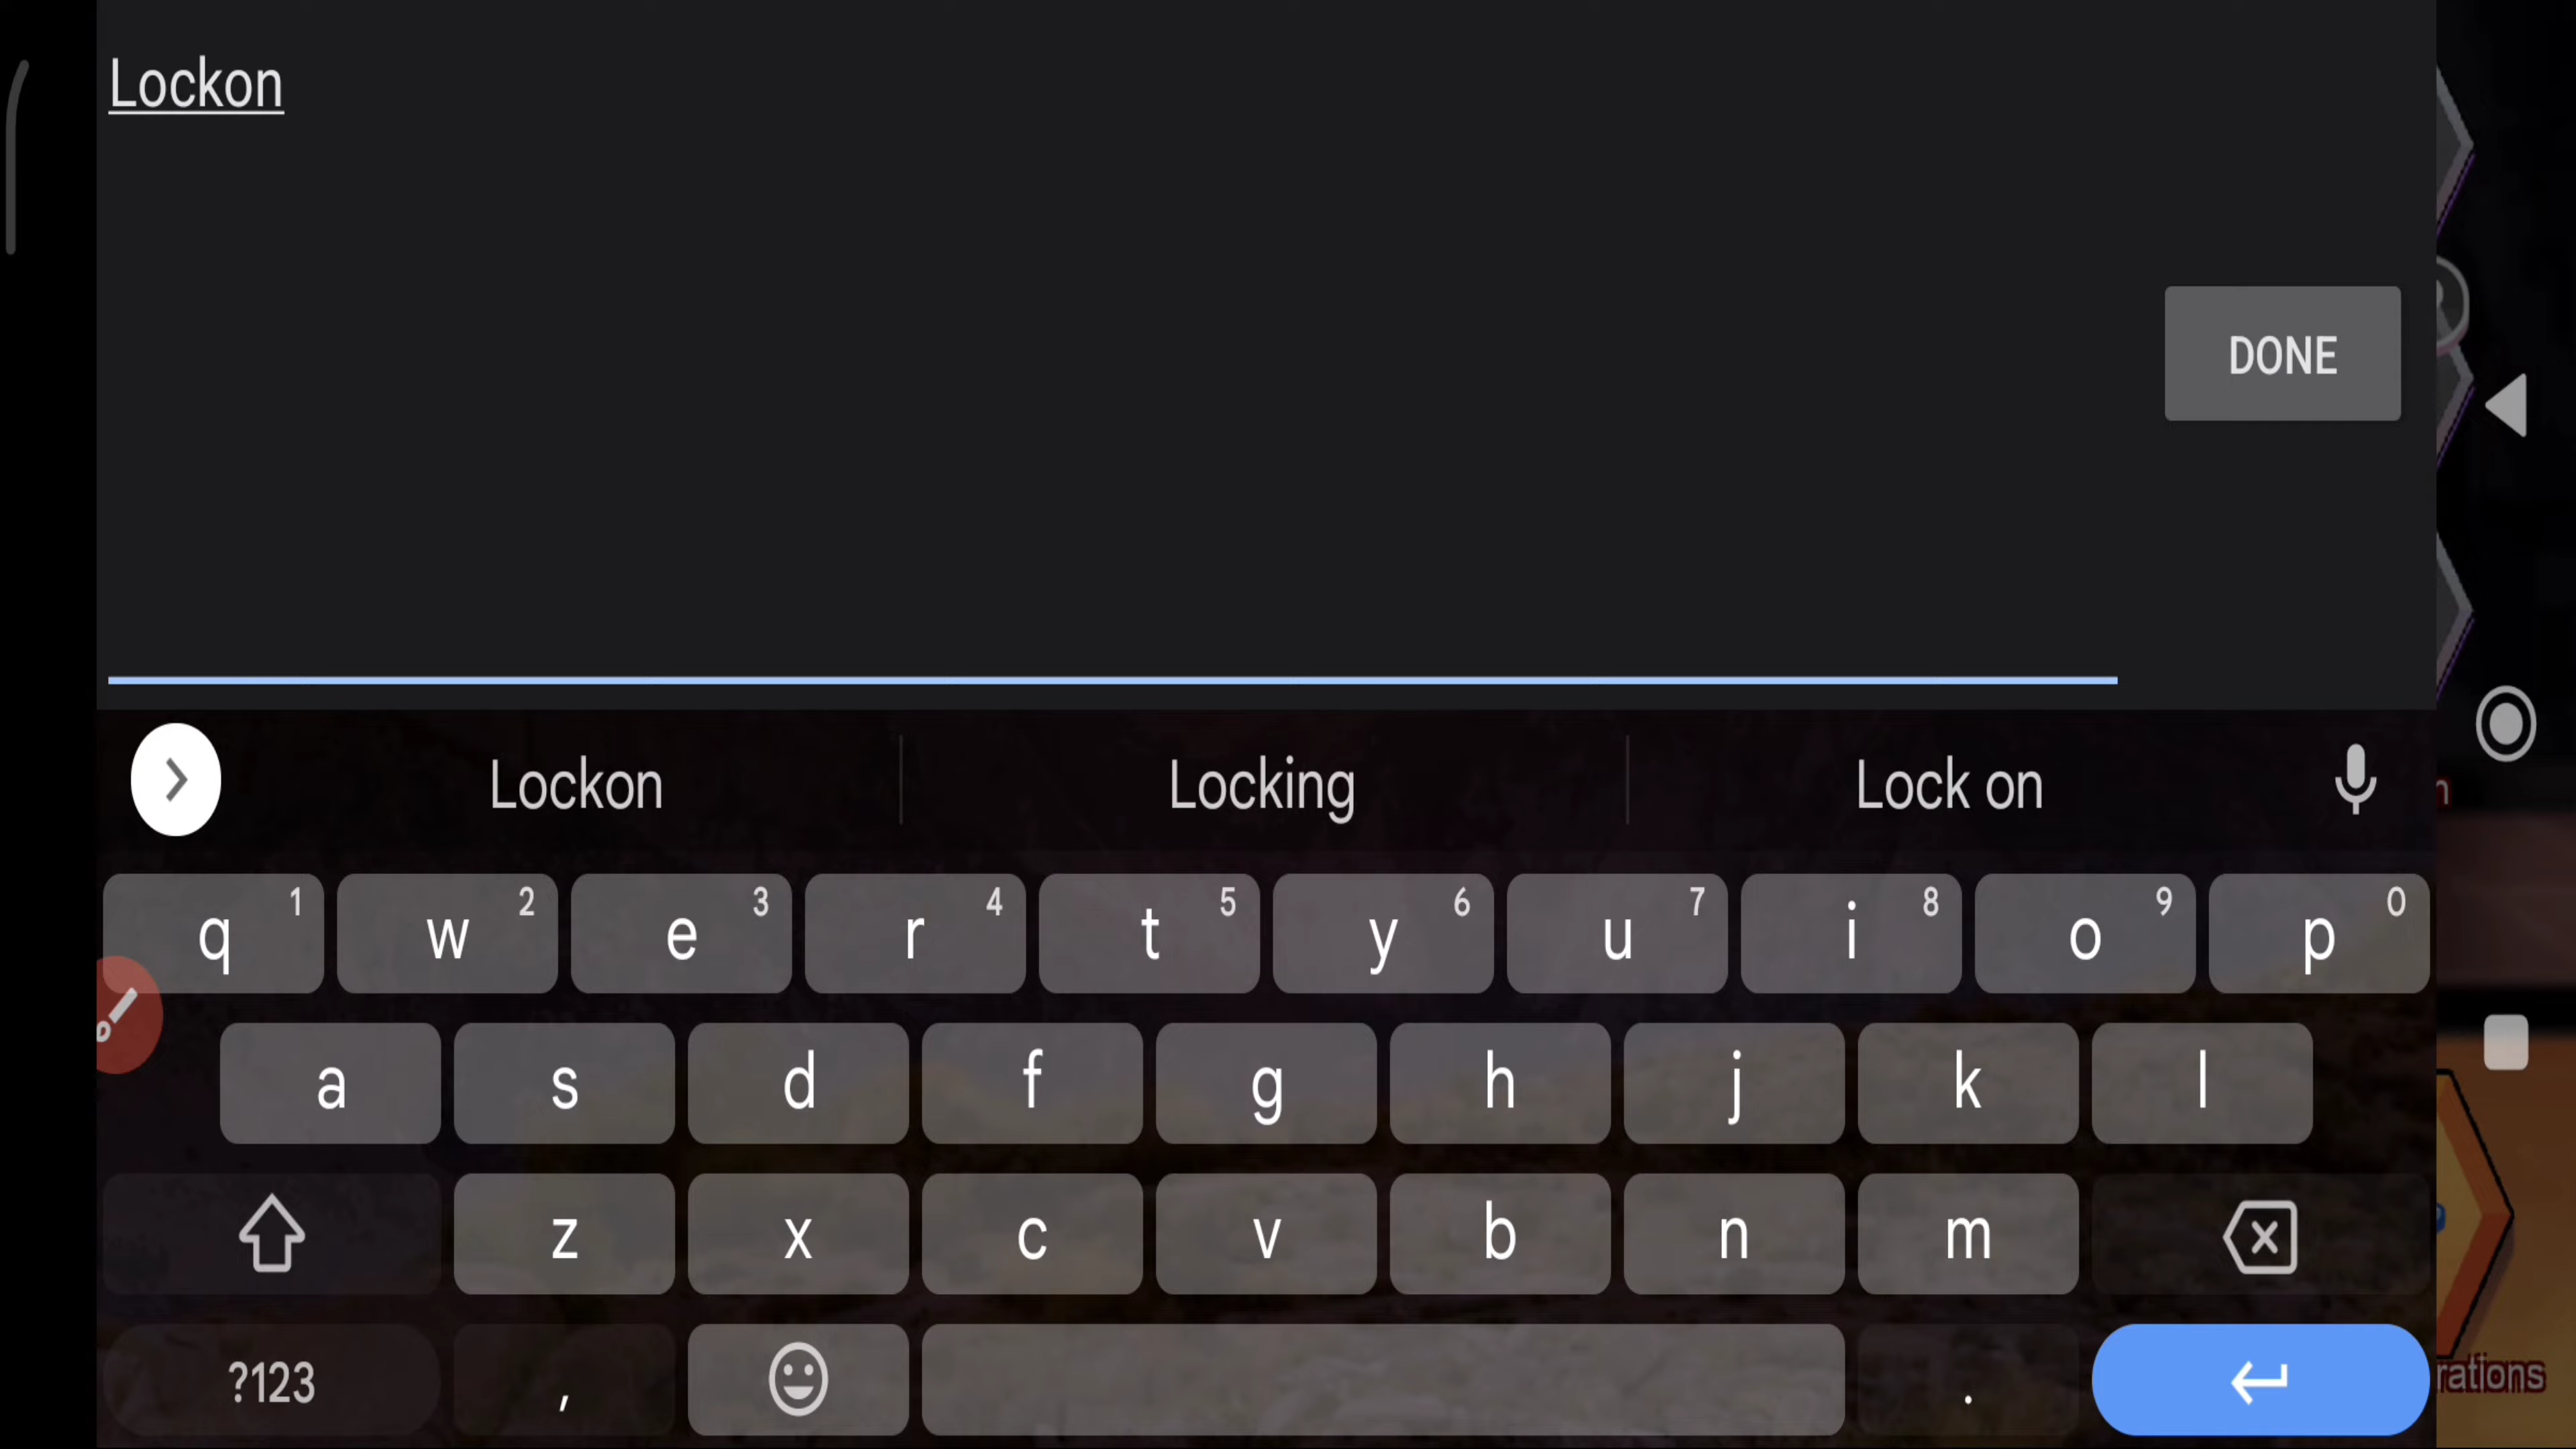 Lockon
DONE
Lockon Locking Lock on
n
q 1 w 2 e 3 r 4 t 5 y 6 u 7 i 8 o 9 p 0
a s d f g h j k l
z x c v b n m
?123 , .
rations